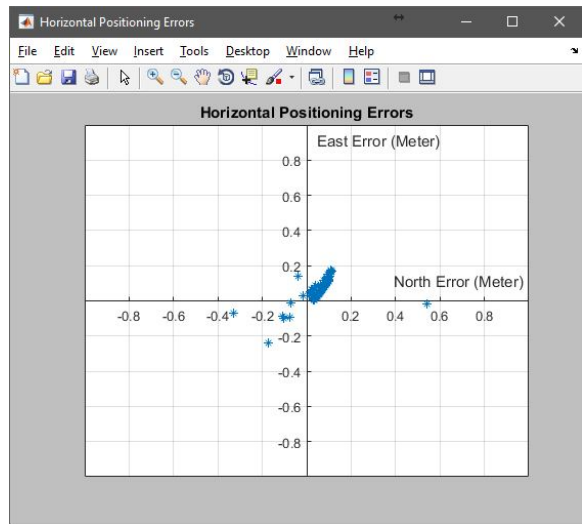 Horizontal Positioning Errors
File Edit View Insert Tools Desktop Window Help
Horizontal Positioning Errors
East Error (Meter)
0.8
0.6
0.4
0.2
North Error (Meter)
-0.8 -0.6 -0.4 -0.2 0.2 0.4 0.6 0.8
-0.2
-0.4
-0.6
-0.8